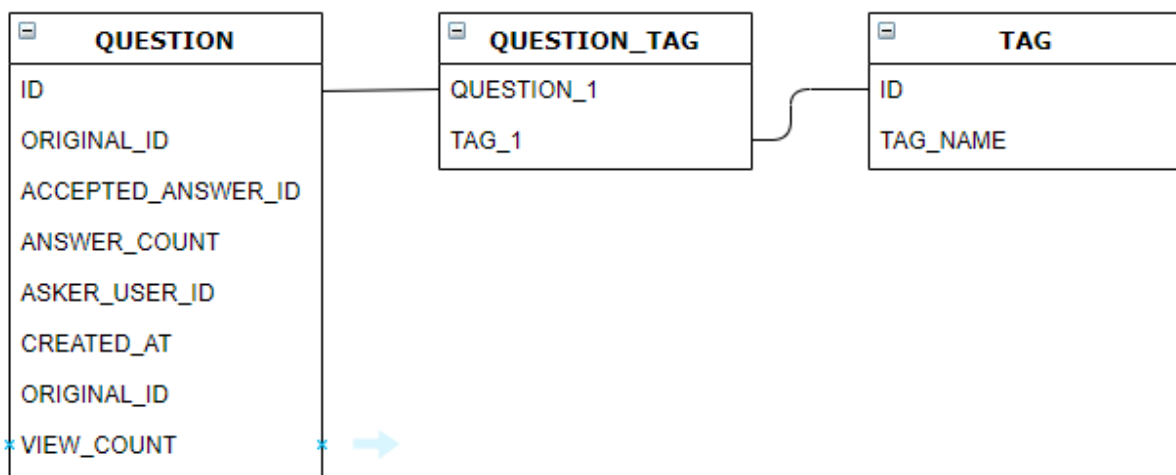 QUESTION
ID
ORIGINAL_ID
ACCEPTED_ANSWER_ID
ANSWER_COUNT
ASKER_USER_ID
CREATED_AT
ORIGINAL_ID
VIEW_COUNT
QUESTION_TAG
QUESTION_1
TAG_1
TAG
ID
TAG_NAME